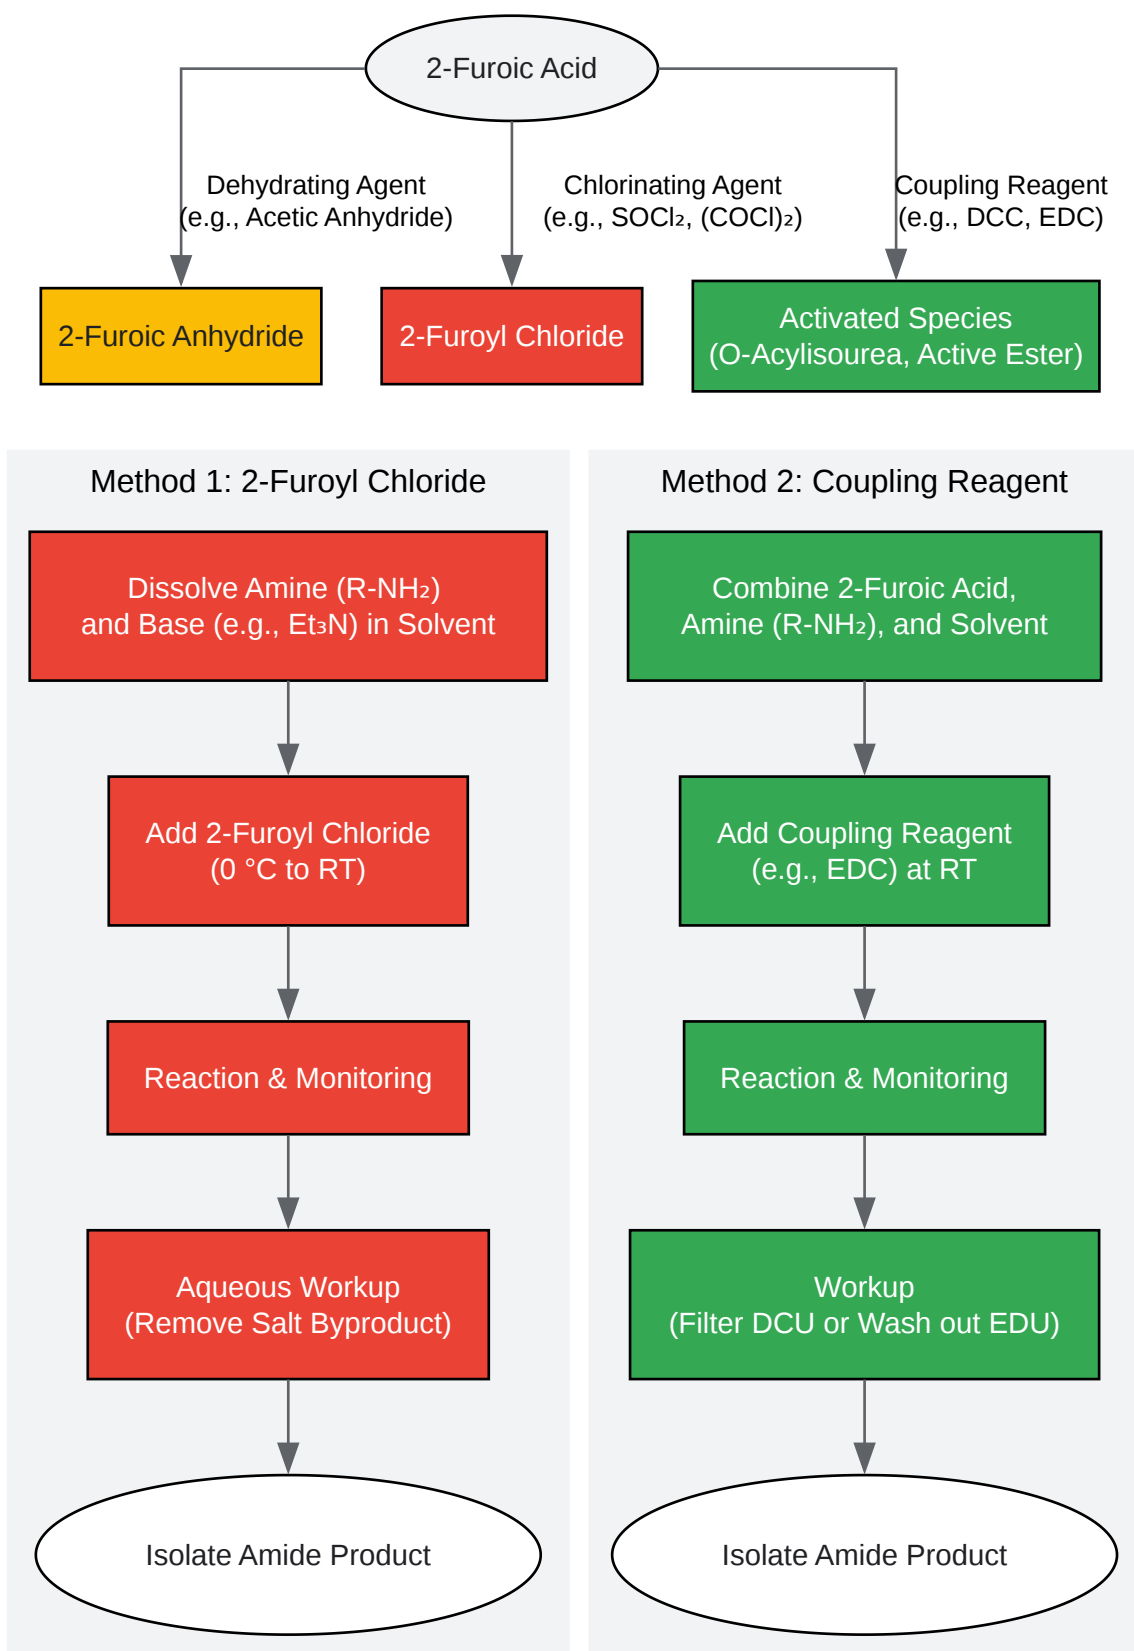 2-Furoic Acid
Dehydrating Agent
(e.g., Acetic Anhydride)
Chlorinating Agent
(e.g., SOCl₂, (COCl)₂)
Coupling Reagent
(e.g., DCC, EDC)
2-Furoic Anhydride
2-Furoyl Chloride
Activated Species
(O-Acylisourea, Active Ester)
Method 1: 2-Furoyl Chloride
Dissolve Amine (R-NH₂)
and Base (e.g., Et₃N) in Solvent
Add 2-Furoyl Chloride
(0 °C to RT)
Reaction & Monitoring
Aqueous Workup
(Remove Salt Byproduct)
Isolate Amide Product
Method 2: Coupling Reagent
Combine 2-Furoic Acid,
Amine (R-NH₂), and Solvent
Add Coupling Reagent
(e.g., EDC) at RT
Reaction & Monitoring
Workup
(Filter DCU or Wash out EDU)
Isolate Amide Product